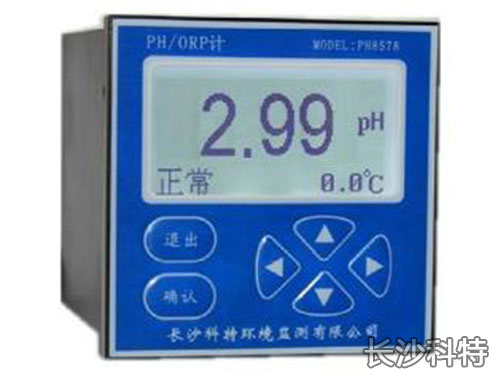 PH/ORP计 MODEL:PH8578
2.99 pH
正常 0.0℃
退出
确认
长沙科特环境监测有限公司
长沙科特